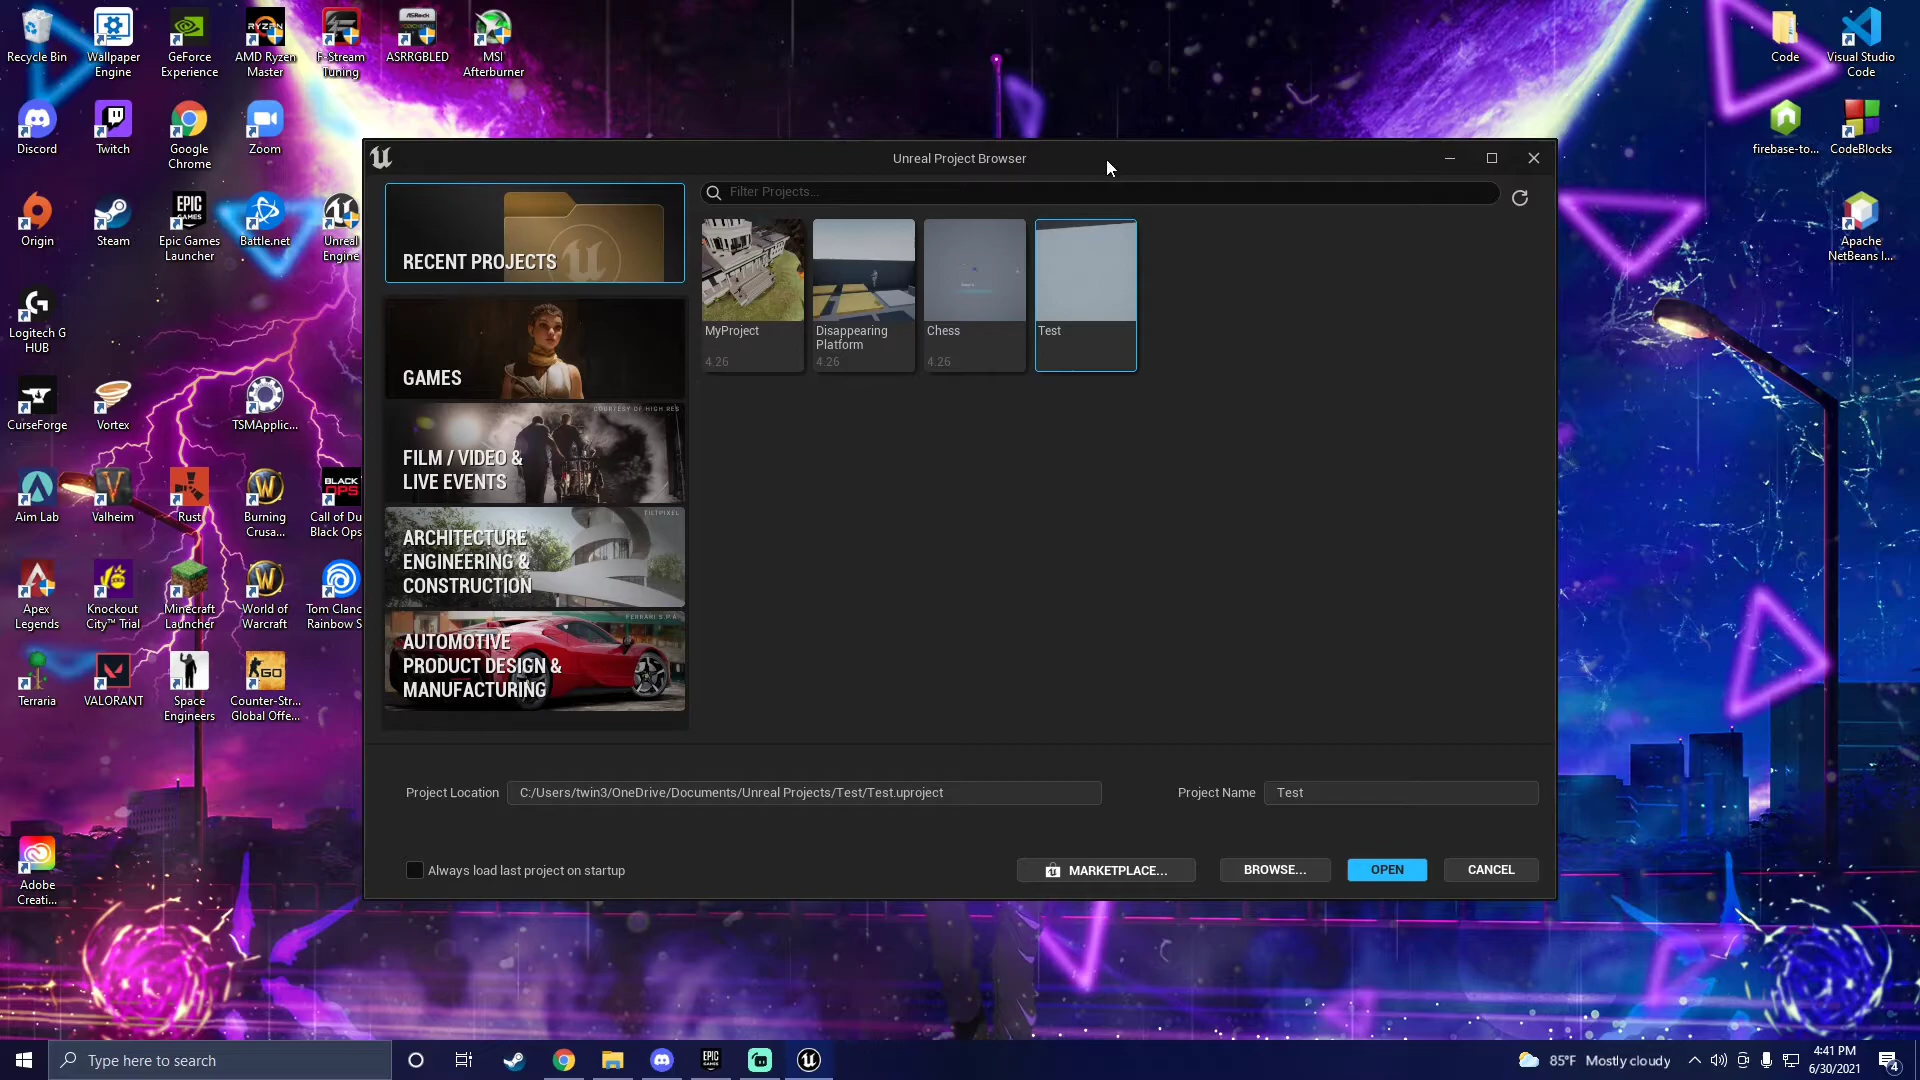 Recycle Bin
Wallpaper
Engine
GeForce
Experience
AMD Ryzen
Master
F-Stream
Tuning
ASRRGBLED
MSI
Afterburner
Code
Visual Studio
Code
Discord
Twitch
Google
Chrome
Zoom
firebase-to...
CodeBlocks
Origin
Steam
Epic Games
Launcher
Battle.net
Unreal
Engine
Apache
NetBeans I...
Logitech G
HUB
CurseForge
Vortex
TSMApplic...
Aim Lab
Valheim
Rust
Burning
Crusa...
Call of Du
Black Ops
Apex
Legends
Knockout
City™ Trial
Minecraft
Launcher
World of
Warcraft
Tom Clanc
Rainbow S
Terraria
VALORANT
Space
Engineers
Counter-Str...
Global Offe...
Adobe
Creati...
Unreal Project Browser
Filter Projects...
RECENT PROJECTS
GAMES
COURTESY OF HIGH RES
FILM / VIDEO &
LIVE EVENTS
TILTPIXEL
ARCHITECTURE
ENGINEERING &
CONSTRUCTION
FERRARI S.P.A
AUTOMOTIVE
PRODUCT DESIGN &
MANUFACTURING
MyProject
4.26
Disappearing
Platform
4.26
Chess
4.26
Test
Project Location
C:/Users/twin3/OneDrive/Documents/Unreal Projects/Test/Test.uproject
Project Name
Test
Always load last project on startup
MARKETPLACE...
BROWSE...
OPEN
CANCEL
Type here to search
85°F Mostly cloudy
4:41 PM
6/30/2021
4